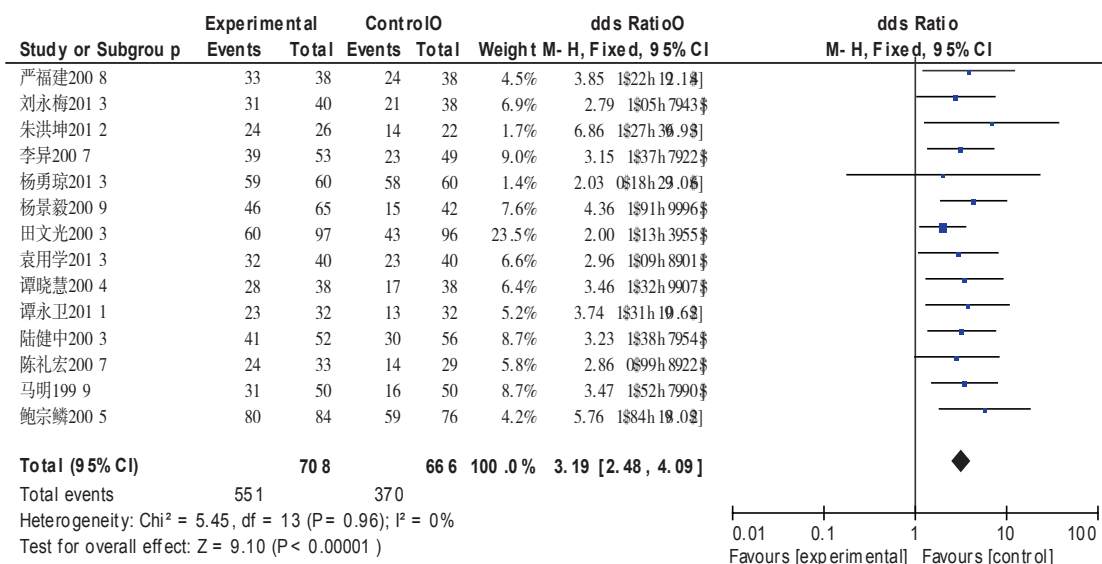 Experimental ControlO dds RatioO dds Ratio
Study or Subgroup Events Total Events Total Weight M-H, Fixed, 95% CI M-H, Fixed, 95% CI
严福建2008 33 38 24 38 4.5% 3.85
刘永梅2013 31 40 21 38 6.9% 2.79
朱洪坤2012 24 26 14 22 1.7% 6.86
李异2007 39 53 23 49 9.0% 3.15
杨勇琼2013 59 60 58 60 1.4% 2.03
杨景毅2009 46 65 15 42 7.6% 4.36
田文光2003 60 97 43 96 23.5% 2.00
袁用学2013 32 40 23 40 6.6% 2.96
谭晓慧2004 28 38 17 38 6.4% 3.46
谭永卫2011 23 32 13 32 5.2% 3.74
陆健中2003 41 52 30 56 8.7% 3.23
陈礼宏2007 24 33 14 29 5.8% 2.86
马明1999 31 50 16 50 8.7% 3.47
鲍宗鳞2005 80 84 59 76 4.2% 5.76
Total (95% CI) 708 666 100.0% 3.19 [2.48, 4.09]
Total events 551 370
Heterogeneity: Chi² = 5.45, df = 13 (P = 0.96); I² = 0%
Test for overall effect: Z = 9.10 (P < 0.00001)
0.01 0.1 1 10 100
Favours [experimental] Favours [control]